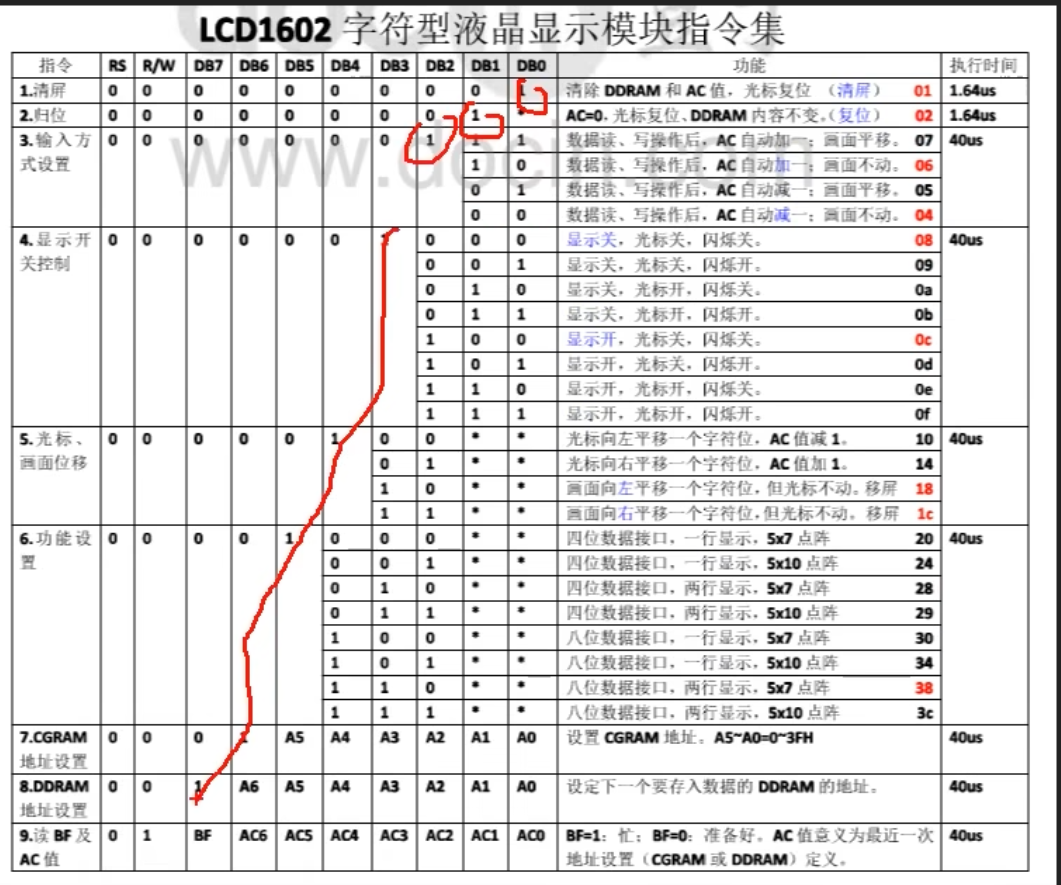 LCD1602 字符型液晶显示模块指令集
指令 RS R/W DB7 DB6 DB5 DB4 DB3 DB2 DB1 DB0 功能 执行时间
1.清屏 0 0 0 0 0 0 0 0 0 1 清除 DDRAM 和 AC 值，光标复位 （清屏） 01 1.64us
2.归位 0 0 0 0 0 0 0 0 1 * AC=0，光标复位、DDRAM 内容不变。（复位） 02 1.64us
3.输入方 0 0 0 0 0 0 0 1 1 1 数据读、写操作后，AC 自动加一；画面平移。 07 40us
式设置 1 0 数据读、写操作后，AC 自动加一；画面不动。 06
0 1 数据读、写操作后，AC 自动减一；画面平移。 05
0 0 数据读、写操作后，AC 自动减一；画面不动。 04
4.显示开 0 0 0 0 0 0 1 0 0 0 显示关，光标关，闪烁关。 08 40us
关控制 0 0 1 显示关，光标关，闪烁开。 09
0 1 0 显示关，光标开，闪烁关。 0a
0 1 1 显示关，光标开，闪烁开。 0b
1 0 0 显示开，光标关，闪烁关。 0c
1 0 1 显示开，光标关，闪烁开。 0d
1 1 0 显示开，光标开，闪烁关。 0e
1 1 1 显示开，光标开，闪烁开。 0f
5.光标、 0 0 0 0 0 1 0 0 * * 光标向左平移一个字符位，AC 值减 1。 10 40us
画面位移 0 1 * * 光标向右平移一个字符位，AC 值加 1。 14
1 0 * * 画面向左平移一个字符位，但光标不动。移屏 18
1 1 * * 画面向右平移一个字符位，但光标不动。移屏 1c
6.功能设 0 0 0 0 1 0 0 0 * * 四位数据接口，一行显示，5x7 点阵 20 40us
置 0 0 1 * * 四位数据接口，一行显示，5x10 点阵 24
0 1 0 * * 四位数据接口，两行显示，5x7 点阵 28
0 1 1 * * 四位数据接口，两行显示，5x10 点阵 29
1 0 0 * * 八位数据接口，一行显示，5x7 点阵 30
1 0 1 * * 八位数据接口，一行显示，5x10 点阵 34
1 1 0 * * 八位数据接口，两行显示，5x7 点阵 38
1 1 1 * * 八位数据接口，两行显示，5x10 点阵 3c
7.CGRAM 0 0 0 1 A5 A4 A3 A2 A1 A0 设置 CGRAM 地址。A5~A0=0~3FH 40us
地址设置
8.DDRAM 0 0 1 A6 A5 A4 A3 A2 A1 A0 设定下一个要存入数据的 DDRAM 的地址。 40us
地址设置
9.读 BF 及 0 1 BF AC6 AC5 AC4 AC3 AC2 AC1 AC0 BF=1：忙；BF=0：准备好。AC 值意义为最近一次 40us
AC 值 地址设置（CGRAM 或 DDRAM）定义。